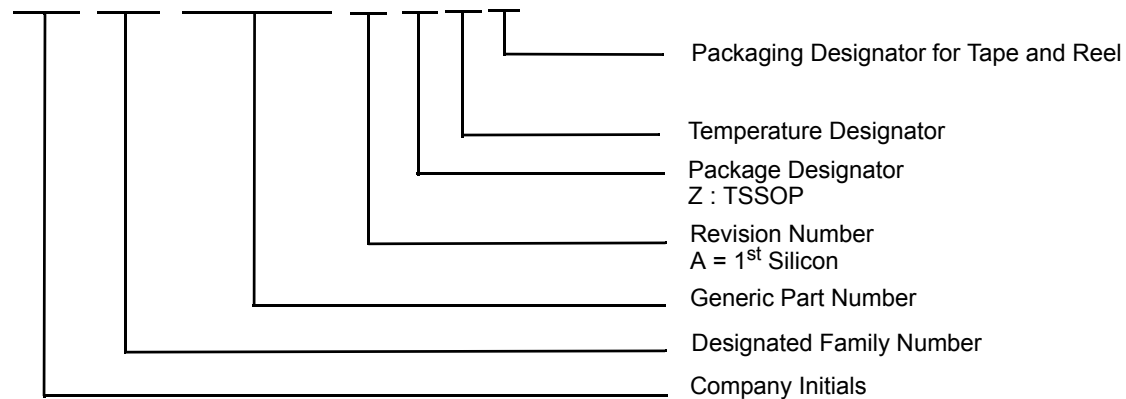 Packaging Designator for Tape and Reel
Temperature Designator
Package Designator
Z : TSSOP
Revision Number
A = 1st Silicon
Generic Part Number
Designated Family Number
Company Initials